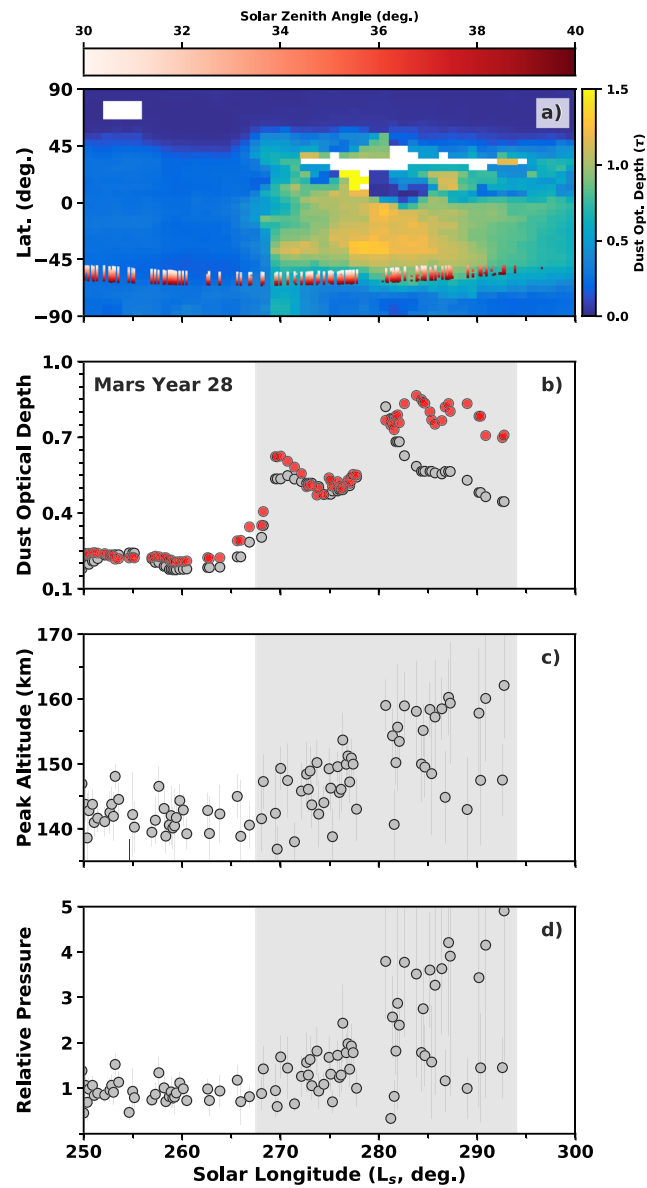 Solar Zenith Angle (deg.)
30 32 34 36 38 40
90
45
0
−45
−90
Lat. (deg.)
a)
1.5
1.0
0.5
0.0
Dust Opt. Depth (τ)
1.0
0.7
0.4
0.1
Dust Optical Depth
Mars Year 28
b)
170
160
150
140
Peak Altitude (km)
c)
5
4
3
2
1
Relative Pressure
d)
250 260 270 280 290 300
Solar Longitude (Ls, deg.)